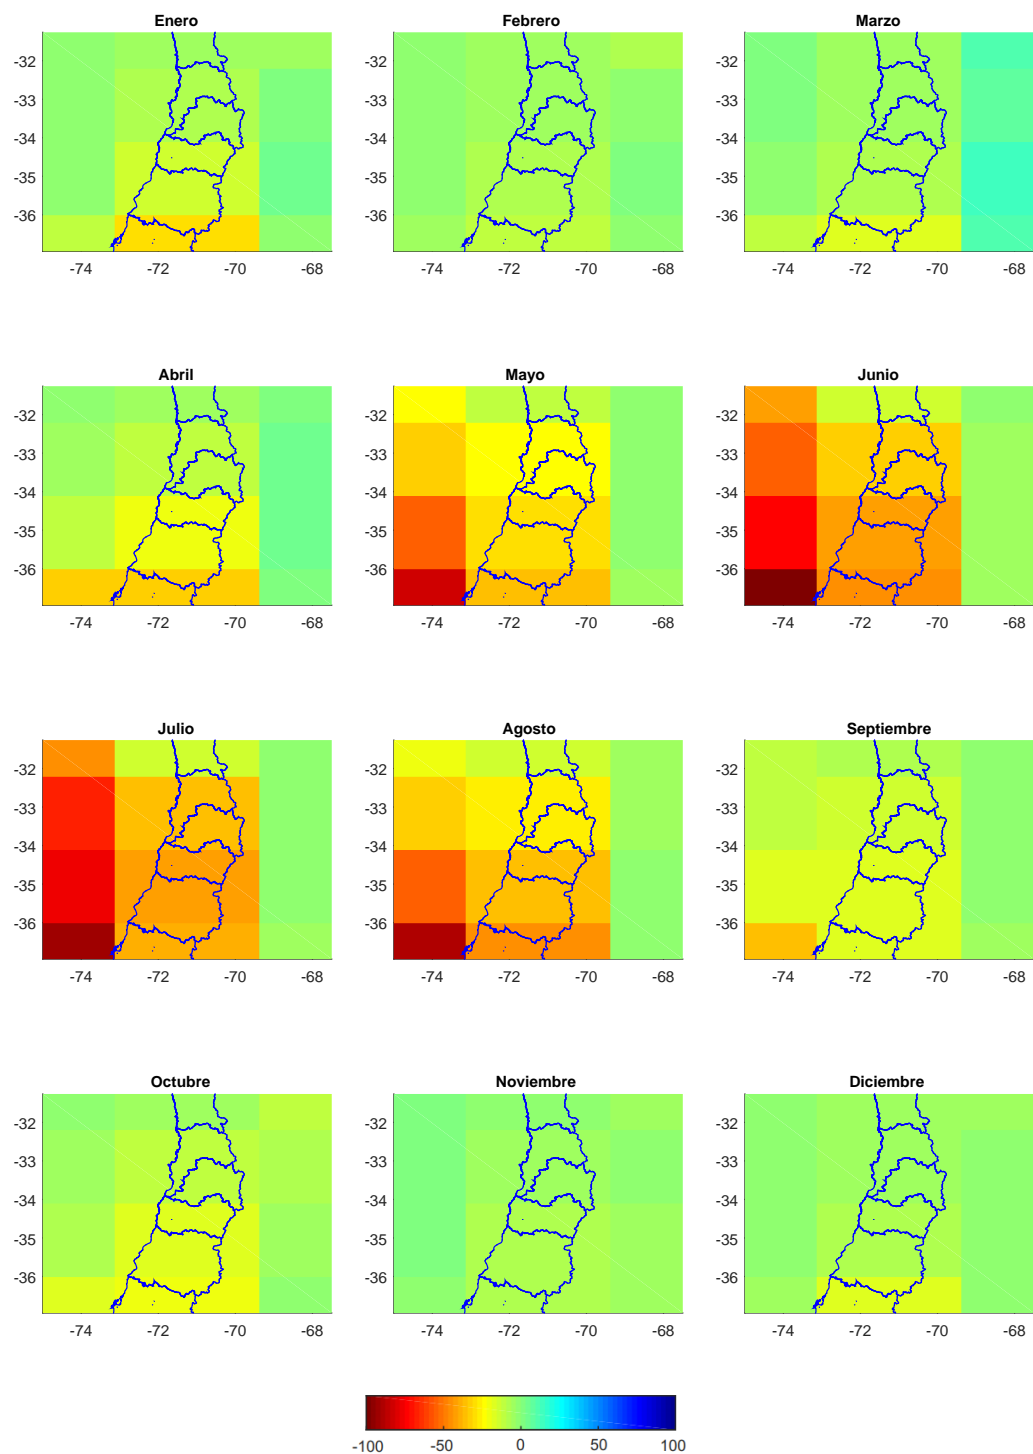 Enero Febrero Marzo
-32 -32 -32
-33 -33 -33
-34 -34 -34
-35 -35 -35
-36 -36 -36
-74 -72 -70 -68 -74 -72 -70 -68 -74 -72 -70 -68
Abril Mayo Junio
-32 -32 -32
-33 -33 -33
-34 -34 -34
-35 -35 -35
-36 -36 -36
-74 -72 -70 -68 -74 -72 -70 -68 -74 -72 -70 -68
Julio Agosto Septiembre
-32 -32 -32
-33 -33 -33
-34 -34 -34
-35 -35 -35
-36 -36 -36
-74 -72 -70 -68 -74 -72 -70 -68 -74 -72 -70 -68
Octubre Noviembre Diciembre
-32 -32 -32
-33 -33 -33
-34 -34 -34
-35 -35 -35
-36 -36 -36
-74 -72 -70 -68 -74 -72 -70 -68 -74 -72 -70 -68
-100 -50 0 50 100